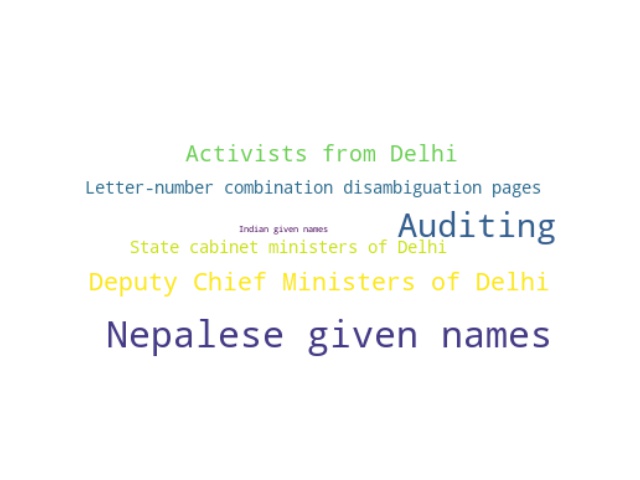 Activists from Delhi
Letter-number combination disambiguation pages
Indian given names
Auditing
State cabinet ministers of Delhi
Deputy Chief Ministers of Delhi
Nepalese given names